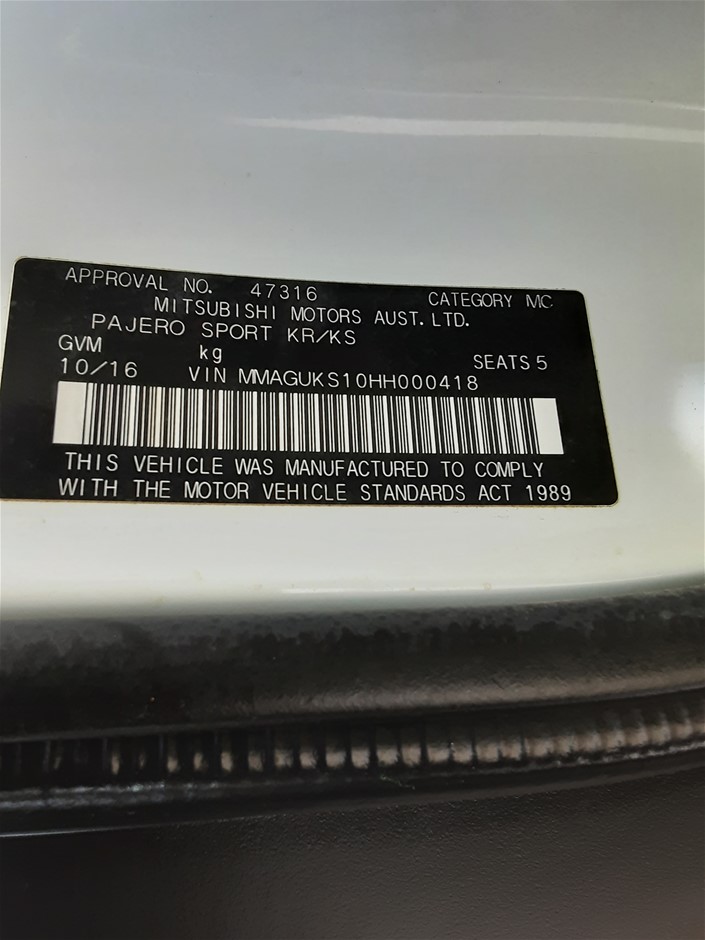 APPROVAL NO. 47316 CATEGORY MC
MITSUBISHI MOTORS AUST. LTD.
PAJERO SPORT KR/KS
GVM kg SEATS 5
10/16 VIN MMAGUKS10HH000418
THIS VEHICLE WAS MANUFACTURED TO COMPLY
WITH THE MOTOR VEHICLE STANDARDS ACT 1989